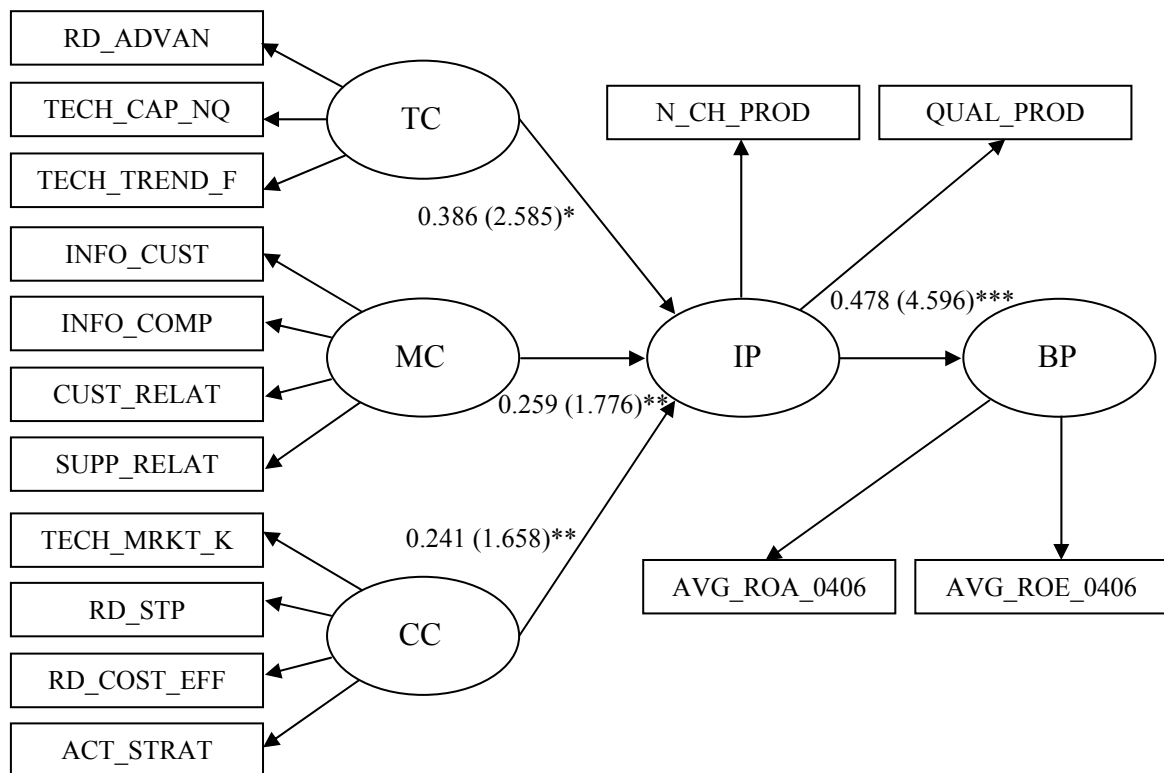 RD_ADVAN
TECH_CAP_NQ
TECH_TREND_F
TC
N_CH_PROD
QUAL_PROD
0.386 (2.585)*
INFO_CUST
INFO_COMP
CUST_RELAT
SUPP_RELAT
MC
0.259 (1.776)**
IP
0.478 (4.596)***
BP
TECH_MRKT_K
RD_STP
RD_COST_EFF
ACT_STRAT
CC
0.241 (1.658)**
AVG_ROA_0406
AVG_ROE_0406